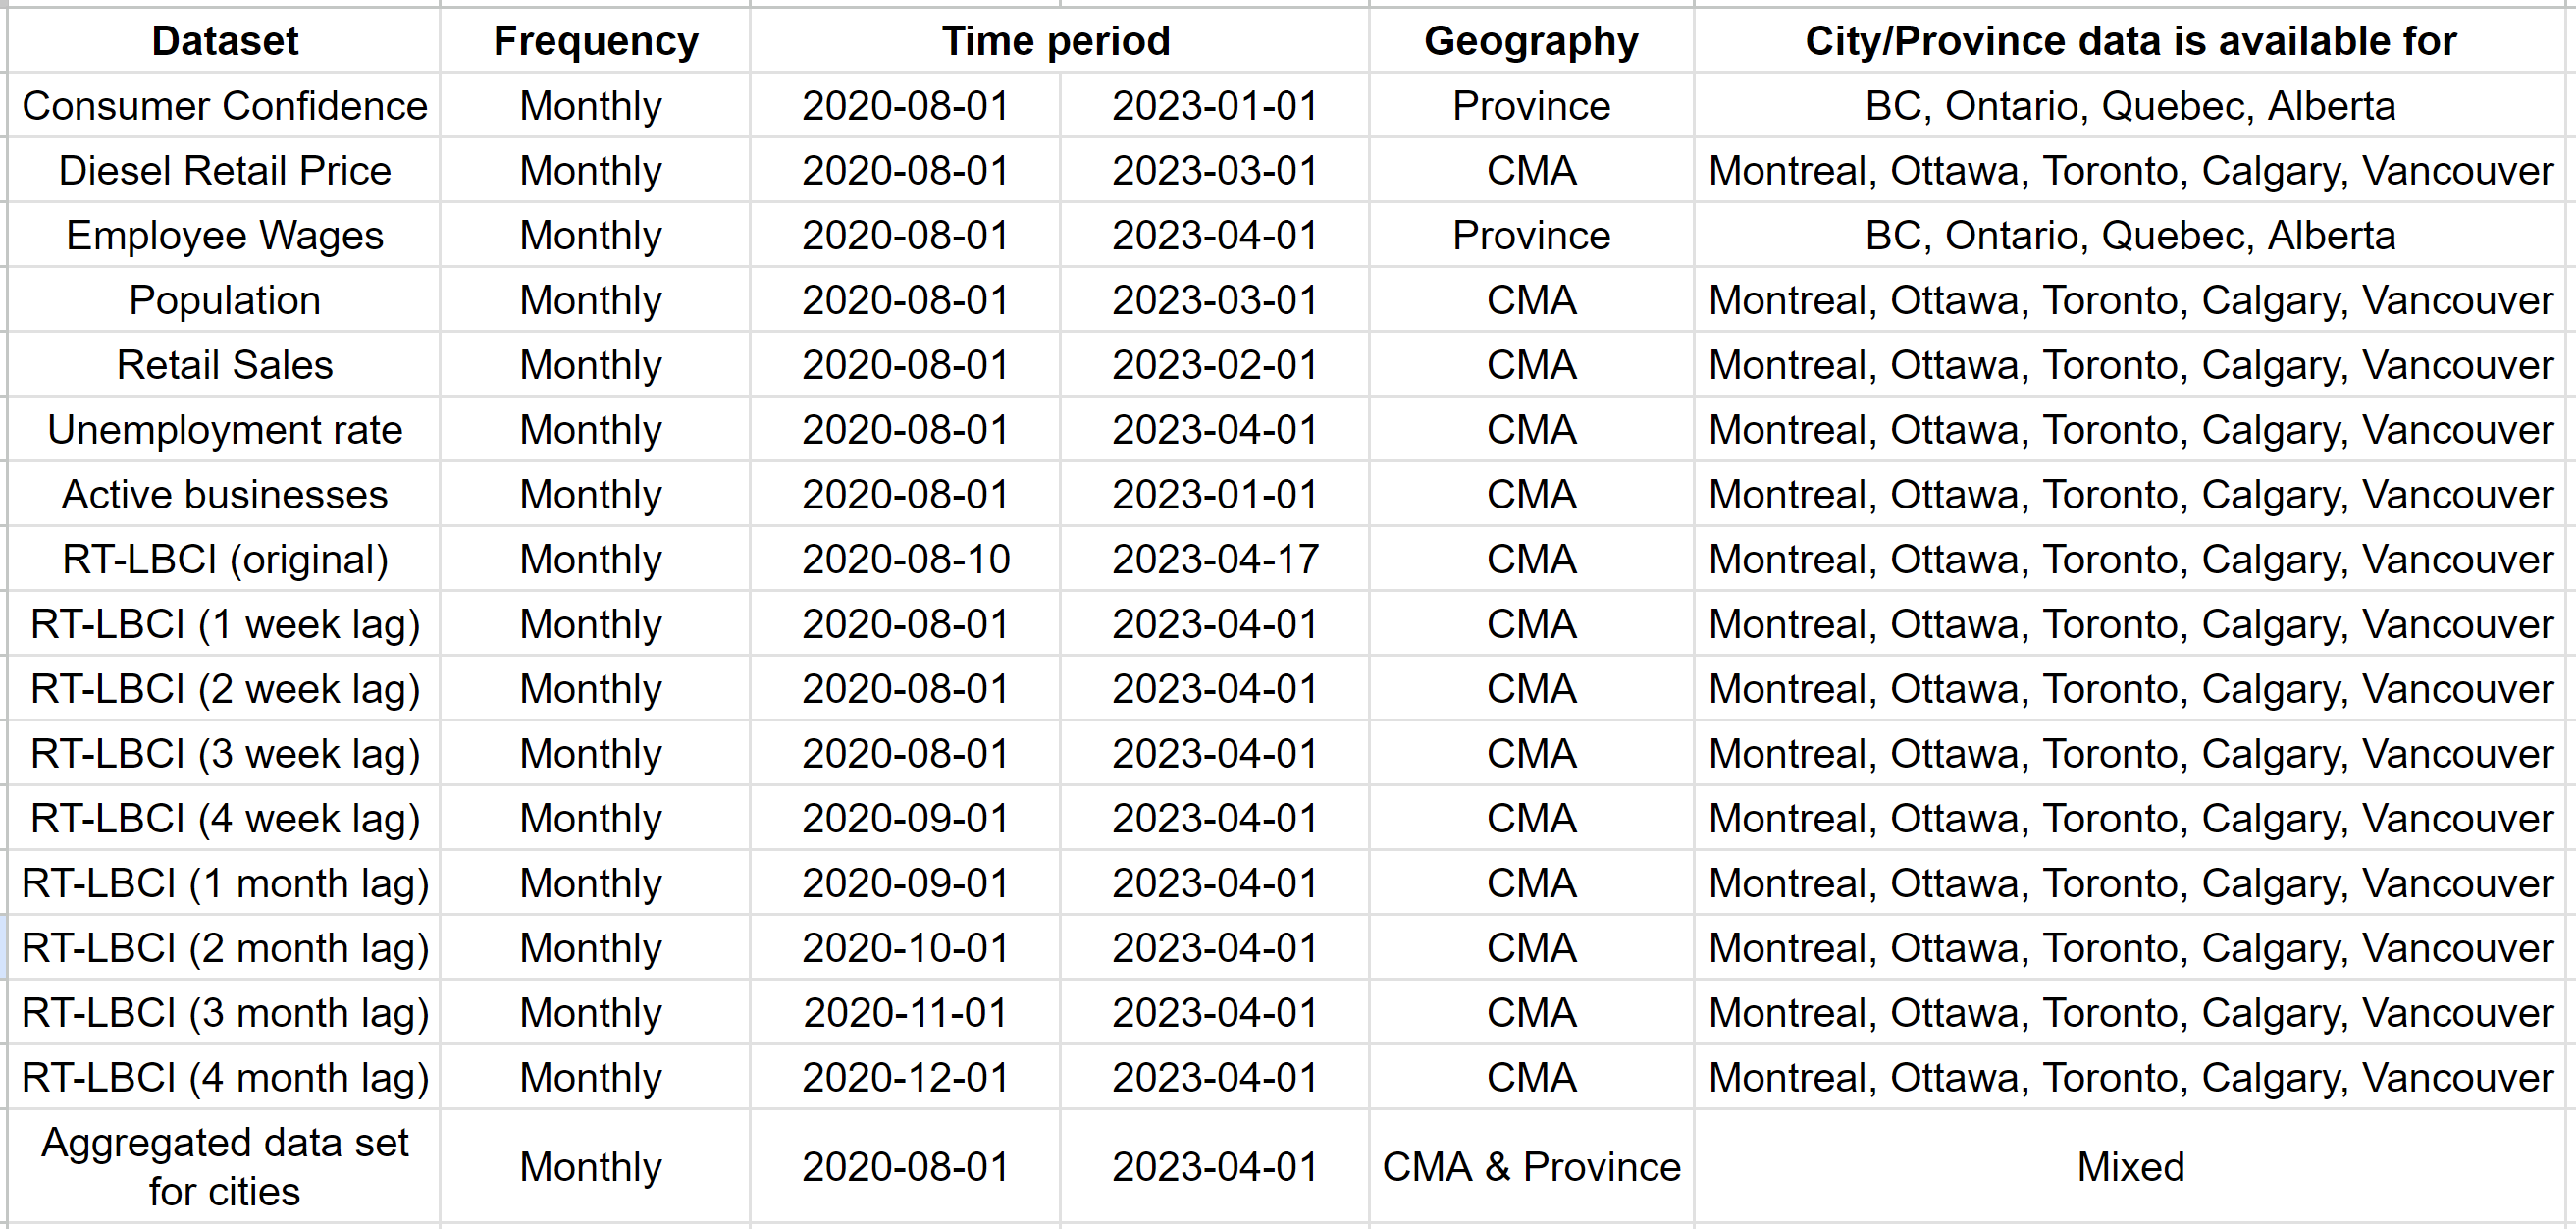 Dataset Frequency Time period Geography City/Province data is available for
Consumer Confidence Monthly 2020-08-01 2023-01-01 Province BC, Ontario, Quebec, Alberta
Diesel Retail Price Monthly 2020-08-01 2023-03-01 CMA Montreal, Ottawa, Toronto, Calgary, Vancouver
Employee Wages Monthly 2020-08-01 2023-04-01 Province BC, Ontario, Quebec, Alberta
Population Monthly 2020-08-01 2023-03-01 CMA Montreal, Ottawa, Toronto, Calgary, Vancouver
Retail Sales Monthly 2020-08-01 2023-02-01 CMA Montreal, Ottawa, Toronto, Calgary, Vancouver
Unemployment rate Monthly 2020-08-01 2023-04-01 CMA Montreal, Ottawa, Toronto, Calgary, Vancouver
Active businesses Monthly 2020-08-01 2023-01-01 CMA Montreal, Ottawa, Toronto, Calgary, Vancouver
RT-LBCI (original) Monthly 2020-08-10 2023-04-17 CMA Montreal, Ottawa, Toronto, Calgary, Vancouver
RT-LBCI (1 week lag) Monthly 2020-08-01 2023-04-01 CMA Montreal, Ottawa, Toronto, Calgary, Vancouver
RT-LBCI (2 week lag) Monthly 2020-08-01 2023-04-01 CMA Montreal, Ottawa, Toronto, Calgary, Vancouver
RT-LBCI (3 week lag) Monthly 2020-08-01 2023-04-01 CMA Montreal, Ottawa, Toronto, Calgary, Vancouver
RT-LBCI (4 week lag) Monthly 2020-09-01 2023-04-01 CMA Montreal, Ottawa, Toronto, Calgary, Vancouver
RT-LBCI (1 month lag) Monthly 2020-09-01 2023-04-01 CMA Montreal, Ottawa, Toronto, Calgary, Vancouver
RT-LBCI (2 month lag) Monthly 2020-10-01 2023-04-01 CMA Montreal, Ottawa, Toronto, Calgary, Vancouver
RT-LBCI (3 month lag) Monthly 2020-11-01 2023-04-01 CMA Montreal, Ottawa, Toronto, Calgary, Vancouver
RT-LBCI (4 month lag) Monthly 2020-12-01 2023-04-01 CMA Montreal, Ottawa, Toronto, Calgary, Vancouver
Aggregated data set
for cities Monthly 2020-08-01 2023-04-01 CMA & Province Mixed